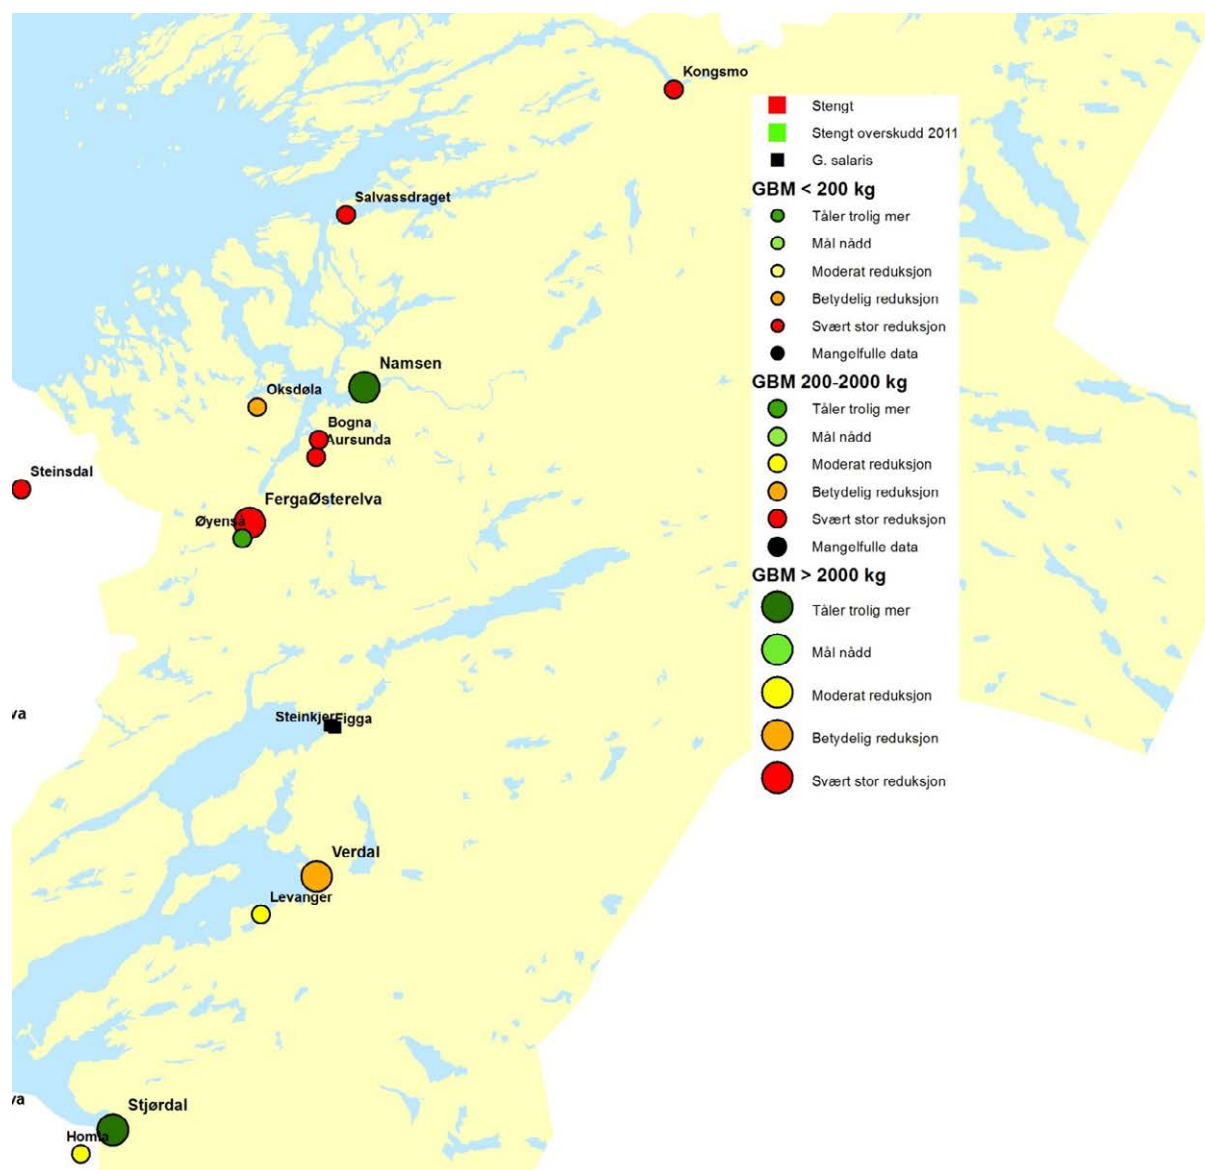 Kongsmo
Salvassdraget
Namsen
Oksdøla
Bogna
Aursunda
Steinsdal
FergaØsterelva
Øyenså
va
SteinkjerFigga
Verdal
Levanger
va
Stjørdal
Homla
Stengt
Stengt overskudd 2011
G. salaris
GBM < 200 kg
Tåler trolig mer
Mål nådd
Moderat reduksjon
Betydelig reduksjon
Svært stor reduksjon
Mangelfulle data
GBM 200-2000 kg
Tåler trolig mer
Mål nådd
Moderat reduksjon
Betydelig reduksjon
Svært stor reduksjon
Mangelfulle data
GBM > 2000 kg
Tåler trolig mer
Mål nådd
Moderat reduksjon
Betydelig reduksjon
Svært stor reduksjon